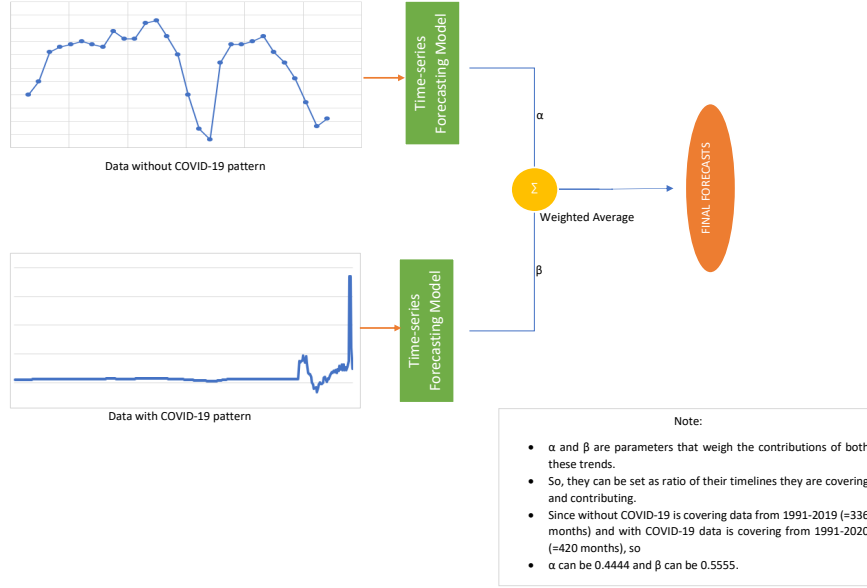 Time-series
Forecasting Model
α
Data without COVID-19 pattern
Σ
Weighted Average
FINAL FORECASTS
β
Time-series
Forecasting Model
Data with COVID-19 pattern
Note:
• α and β are parameters that weigh the contributions of both
these trends.
• So, they can be set as ratio of their timelines they are covering
and contributing.
• Since without COVID-19 is covering data from 1991-2019 (=336
months) and with COVID-19 data is covering from 1991-2020
(=420 months), so
• α can be 0.4444 and β can be 0.5555.